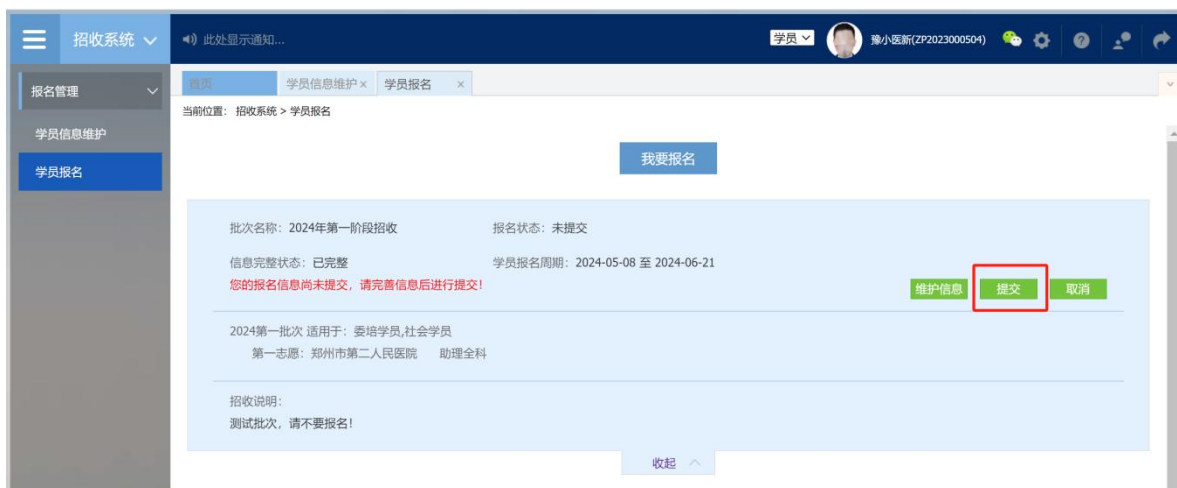 招收系统
此处显示通知...
学员
豫小医新(ZP2023000504)
报名管理
学员信息维护
学员报名
首页
学员信息维护×
学员报名 ×
当前位置： 招收系统 > 学员报名
我要报名
批次名称：2024年第一阶段招收
报名状态：未提交
信息完整状态：已完整
学员报名周期：2024-05-08 至 2024-06-21
您的报名信息尚未提交，请完善信息后进行提交！
维护信息
提交
取消
2024第一批次 适用于：委培学员,社会学员
第一志愿：郑州市第二人民医院 助理全科
招收说明：
测试批次，请不要报名！
收起